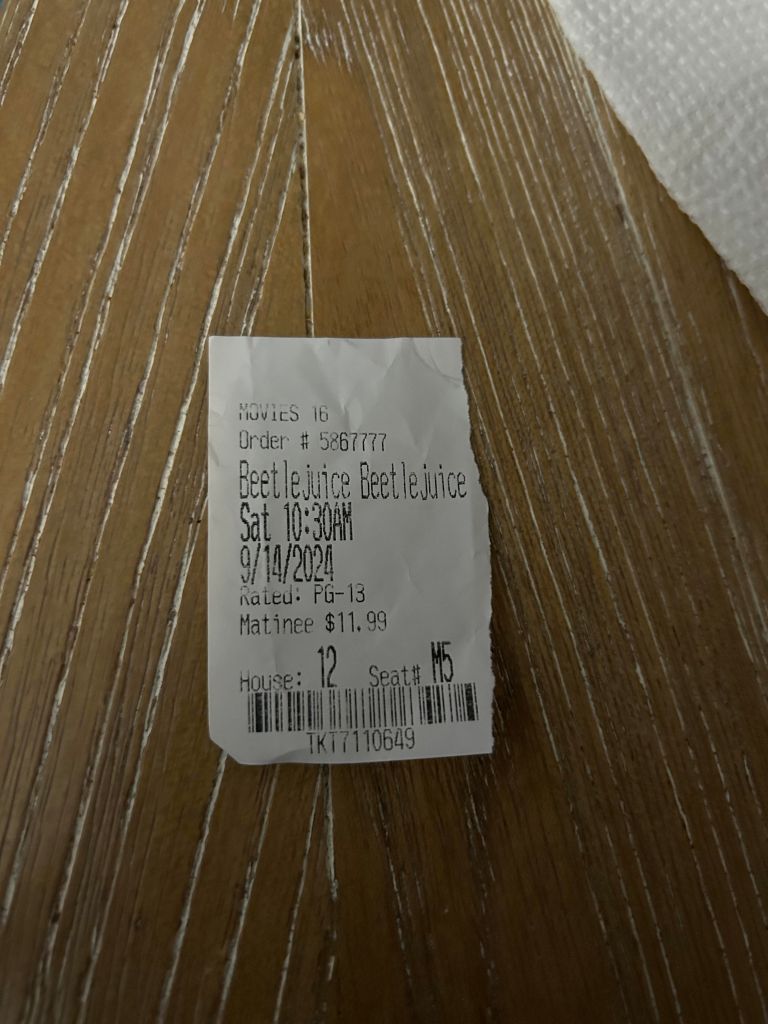 MOVIES 16
Order # 5867777
Beetlejuice Beetlejuice
Sat 10:30AM
9/14/2024
Rated: PG-13
Matinee $11.99
House: 12 Seat# M5
TKT7110649